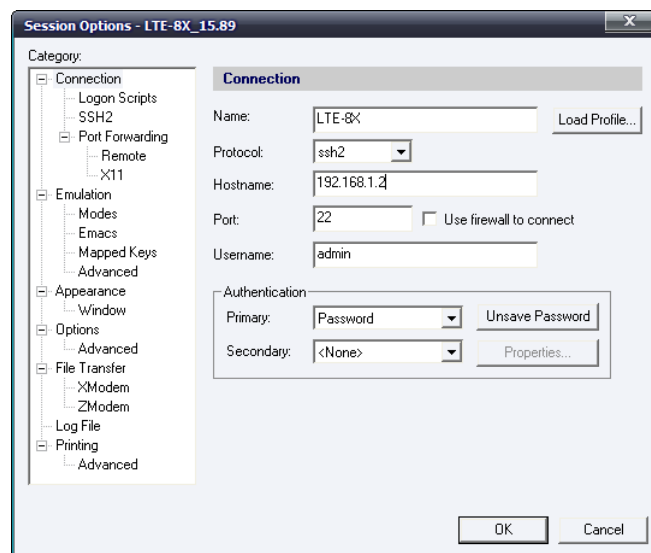 Session Options - LTE-8X_15.89
Category:
Connection
Logon Scripts
SSH2
Port Forwarding
Remote
X11
Emulation
Modes
Emacs
Mapped Keys
Advanced
Appearance
Window
Options
Advanced
File Transfer
XModem
ZModem
Log File
Printing
Advanced
Connection
Name: LTE-8X Load Profile...
Protocol: ssh2
Hostname: 192.168.1.2
Port: 22 Use firewall to connect
Username: admin
Authentication
Primary: Password Unsave Password
Secondary: <None> Properties...
OK Cancel